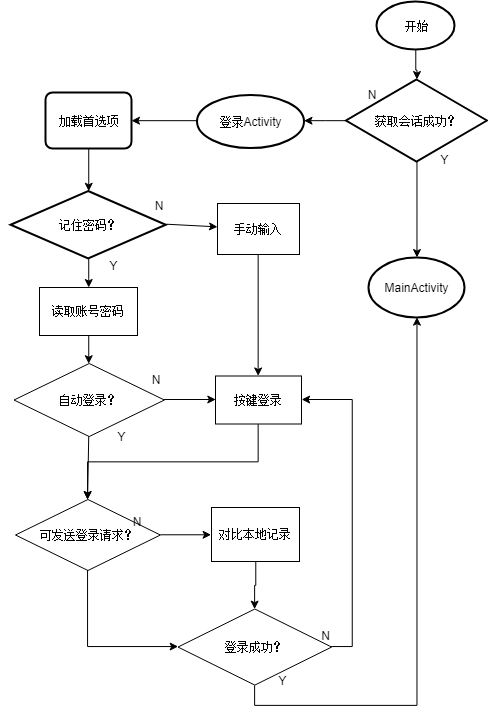 开始
N
获取会话成功?
Y
登录Activity
加载首选项
记住密码?
N
Y
手动输入
MainActivity
读取账号密码
自动登录?
N
Y
按键登录
可发送登录请求?
N
对比本地记录
登录成功?
N
Y